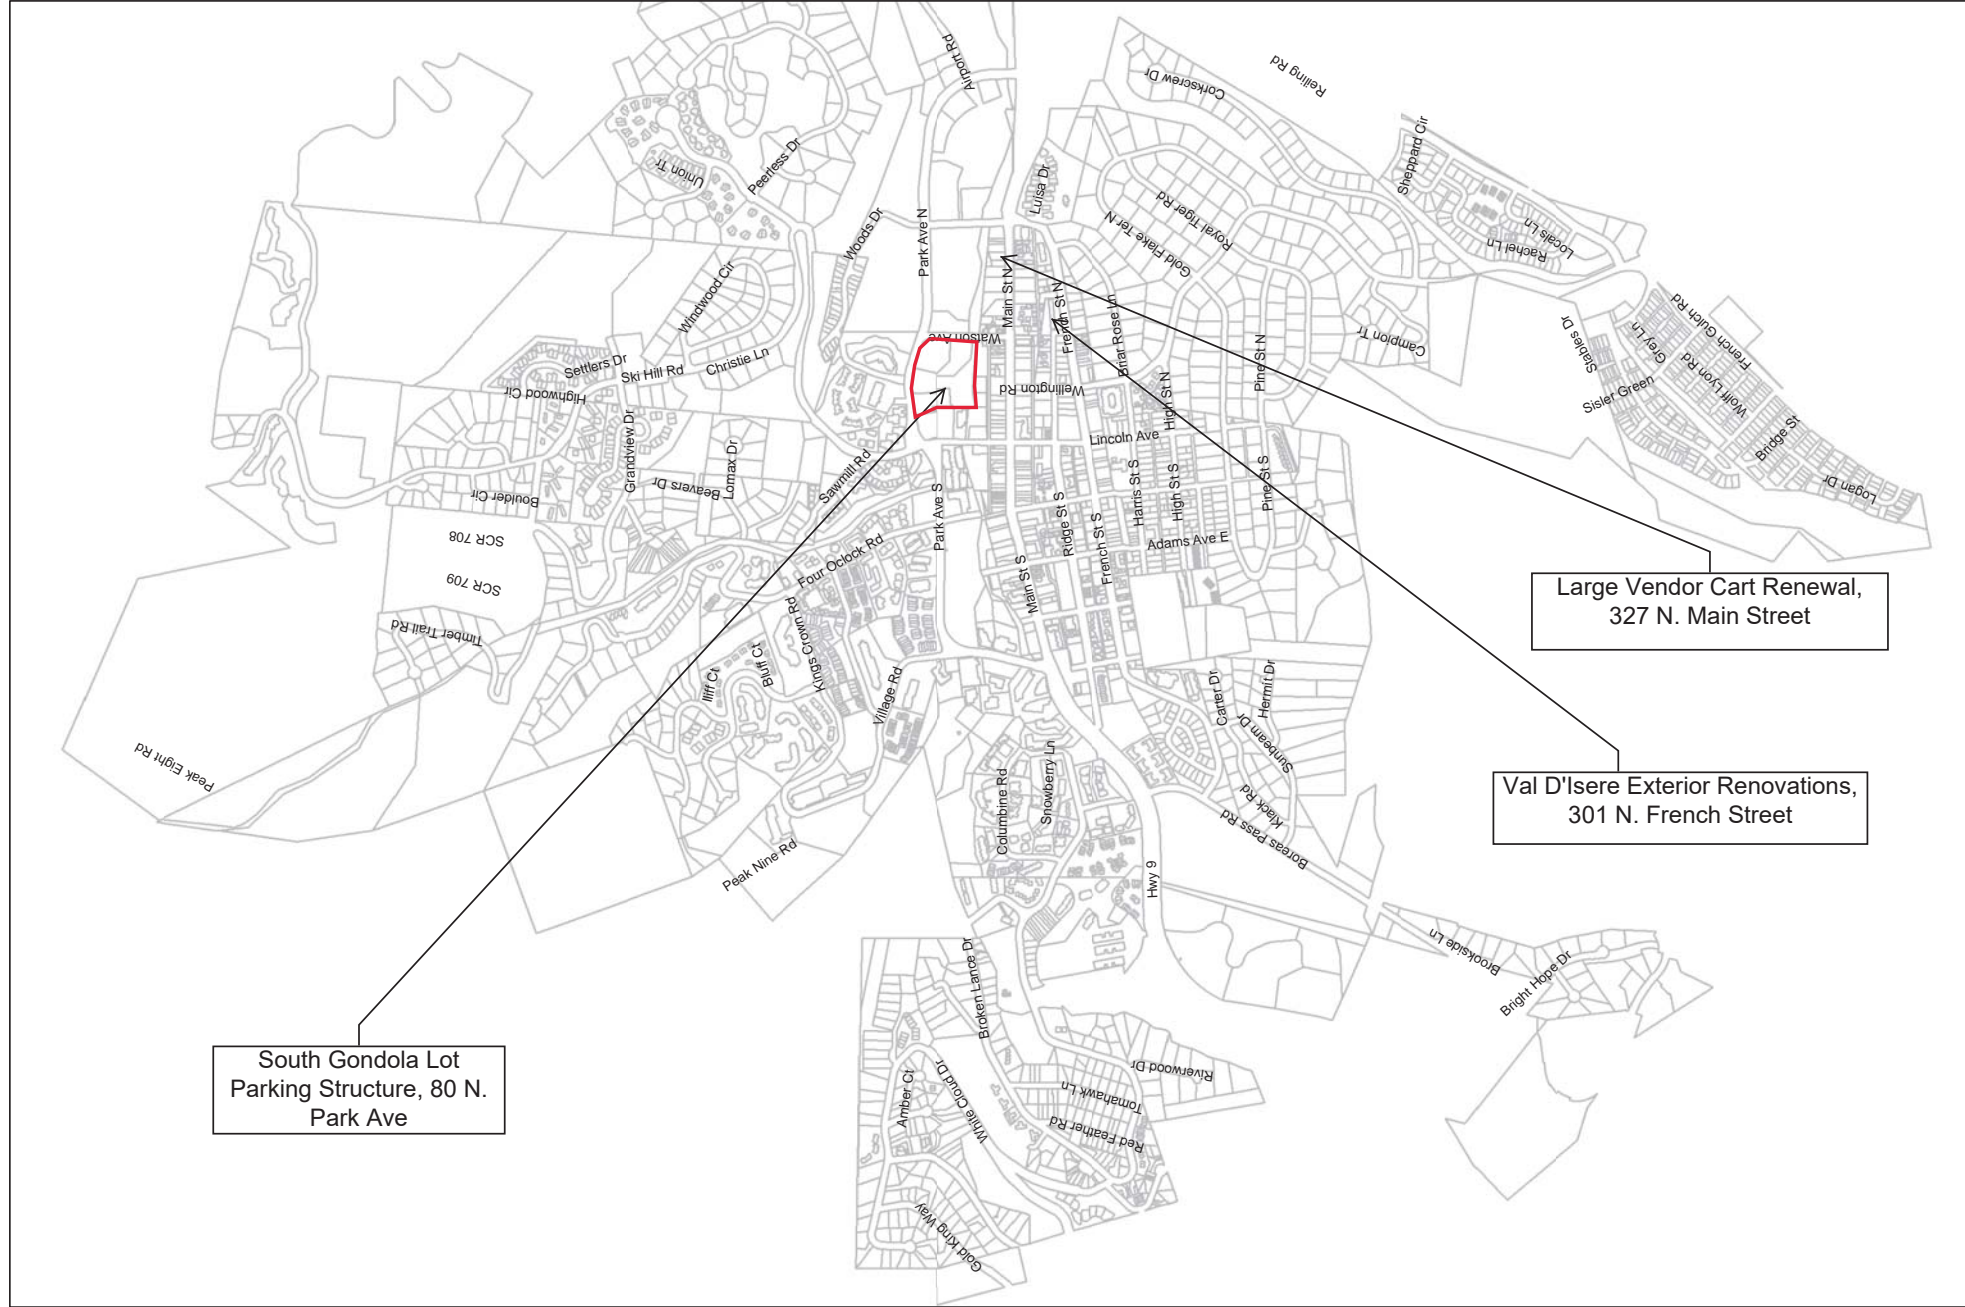 Airport Rd
Reiling Rd
Corkscrew Dr
Sheppard Cir
Union Tr
Peerless Dr
Luisa Dr
Woods Dr
Park Ave N
Gold Flake Ter N
Royal Tiger Rd
Locals Ln
Rachel Ln
Windwood Cir
Main St N
French St N
Briar Rose Ln
Campion Tr
Stables Dr
Grey Ln
French Gulch Rd
Wolff Lyon Rd
Watson Ave
Settlers Dr
Ski Hill Rd
Christie Ln
Highwood Cir
Wellington Rd
High St N
Pine St N
Sisler Green
Bridge St
Logan Dr
Grandview Dr
Lomax Dr
Beavers Dr
Boulder Cir
Sawmill Rd
Lincoln Ave
Harris St S
High St S
Pine St S
Park Ave S
Ridge St S
French St S
Adams Ave E
SCR 708
SCR 709
Four Oclock Rd
Main St S
Large Vendor Cart Renewal,
327 N. Main Street
Timber Trail Rd
Kings Crown Rd
Bluff Ct
Iliff Ct
Village Rd
Carter Dr
Hermit Dr
Sunbeam Dr
Peak Eight Rd
Columbine Rd
Snowberry Ln
Klack Rd
Boreas Pass Rd
Val D'Isere Exterior Renovations,
301 N. French Street
Peak Nine Rd
Hwy 9
Broken Lance Dr
Brookside Ln
Bright Hope Dr
South Gondola Lot
Parking Structure, 80 N.
Park Ave
Amber Ct
White Cloud Dr
Riverwood Dr
Tomahawk Ln
Red Feather Rd
Gold King Way